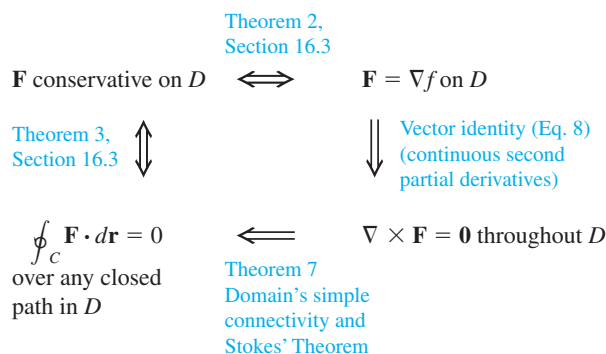 Theorem 2,
Section 16.3
F conservative on D ⟺ F = ∇f on D
Theorem 3,
Section 16.3
⇕
⇓
Vector identity (Eq. 8)
(continuous second
partial derivatives)
∮_C F · dr = 0
over any closed
path in D
⟸
∇ × F = 0 throughout D
Theorem 7
Domain's simple
connectivity and
Stokes' Theorem